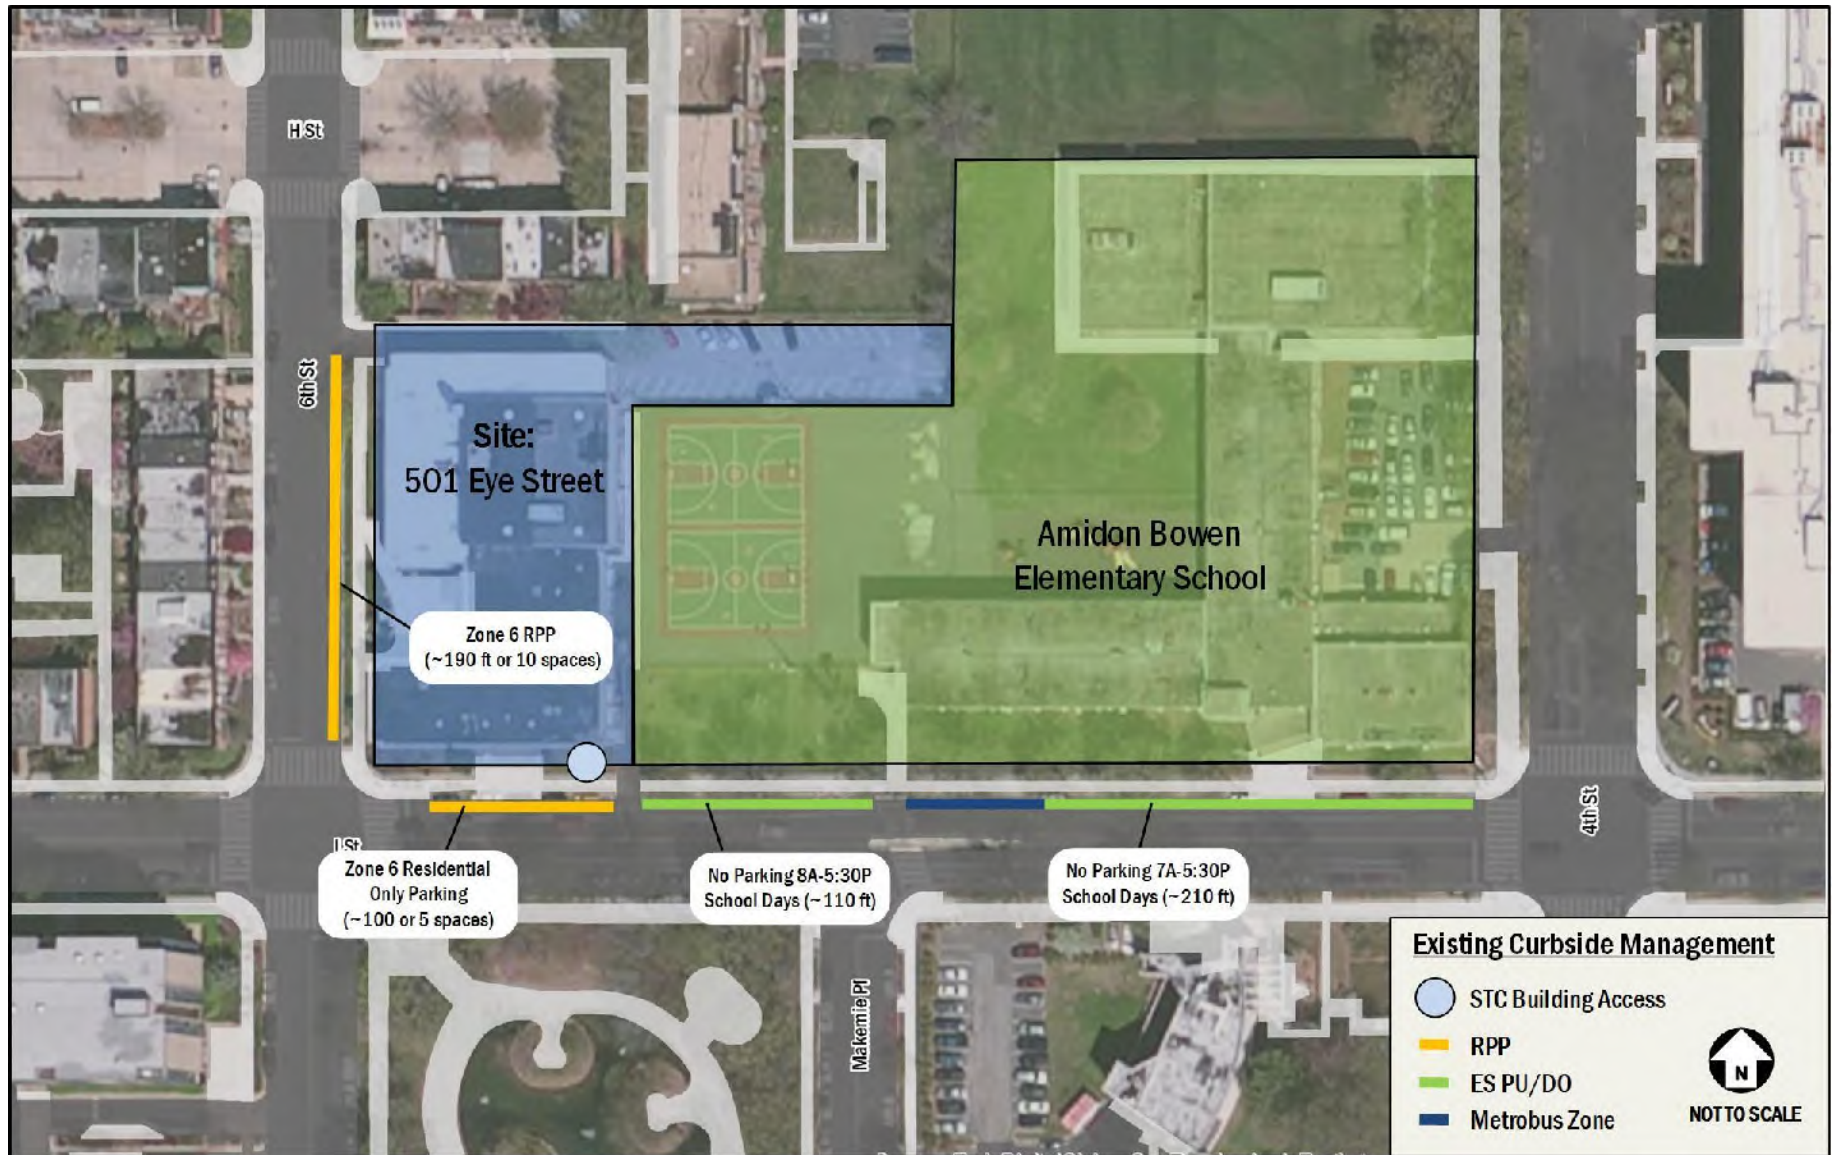 H St
6th St
Site:
501 Eye Street
Amidon Bowen
Elementary School
Zone 6 RPP
(~190 ft or 10 spaces)
I St
4th St
Zone 6 Residential
Only Parking
(~100 or 5 spaces)
No Parking 8A-5:30P
School Days (~110 ft)
No Parking 7A-5:30P
School Days (~210 ft)
Makemie Pl
Existing Curbside Management
STC Building Access
RPP
ES PU/DO
Metrobus Zone
N
NOT TO SCALE